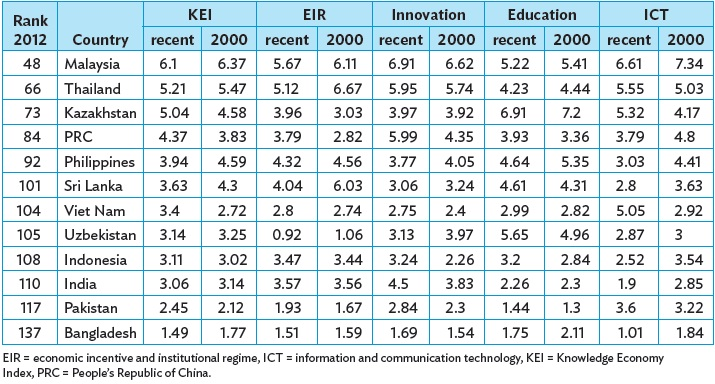 Rank 2012 Country KEI EIR Innovation Education ICT
recent 2000 recent 2000 recent 2000 recent 2000 recent 2000
48 Malaysia 6.1 6.37 5.67 6.11 6.91 6.62 5.22 5.41 6.61 7.34
66 Thailand 5.21 5.47 5.12 6.67 5.95 5.74 4.23 4.44 5.55 5.03
73 Kazakhstan 5.04 4.58 3.96 3.03 3.97 3.92 6.91 7.2 5.32 4.17
84 PRC 4.37 3.83 3.79 2.82 5.99 4.35 3.93 3.36 3.79 4.8
92 Philippines 3.94 4.59 4.32 4.56 3.77 4.05 4.64 5.35 3.03 4.41
101 Sri Lanka 3.63 4.3 4.04 6.03 3.06 3.24 4.61 4.31 2.8 3.63
104 Viet Nam 3.4 2.72 2.8 2.74 2.75 2.4 2.99 2.82 5.05 2.92
105 Uzbekistan 3.14 3.25 0.92 1.06 3.13 3.97 5.65 4.96 2.87 3
108 Indonesia 3.11 3.02 3.47 3.44 3.24 2.26 3.2 2.84 2.52 3.54
110 India 3.06 3.14 3.57 3.56 4.5 3.83 2.26 2.3 1.9 2.85
117 Pakistan 2.45 2.12 1.93 1.67 2.84 2.3 1.44 1.3 3.6 3.22
137 Bangladesh 1.49 1.77 1.51 1.59 1.69 1.54 1.75 2.11 1.01 1.84
EIR = economic incentive and institutional regime, ICT = information and communication technology, KEI = Knowledge Economy
Index, PRC = People's Republic of China.